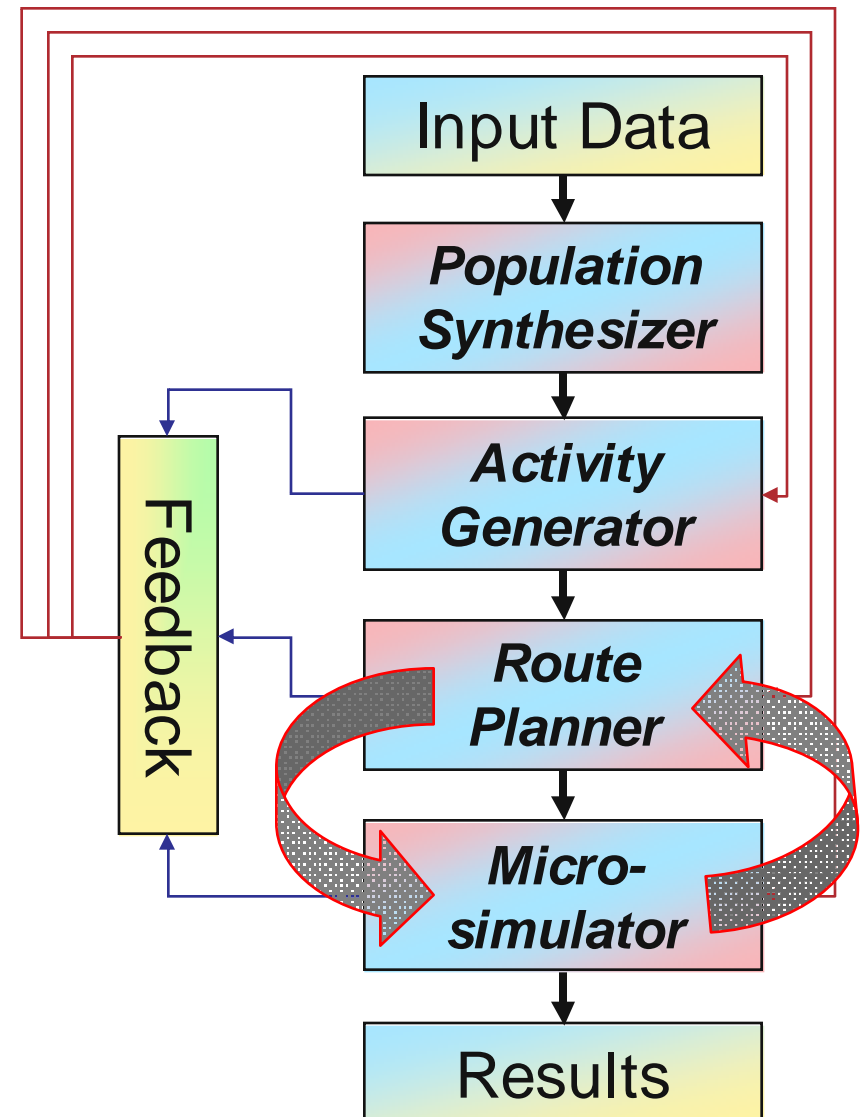 Input Data
Population
Synthesizer
Activity
Generator
Feedback
Route
Planner
Micro-
simulator
Results